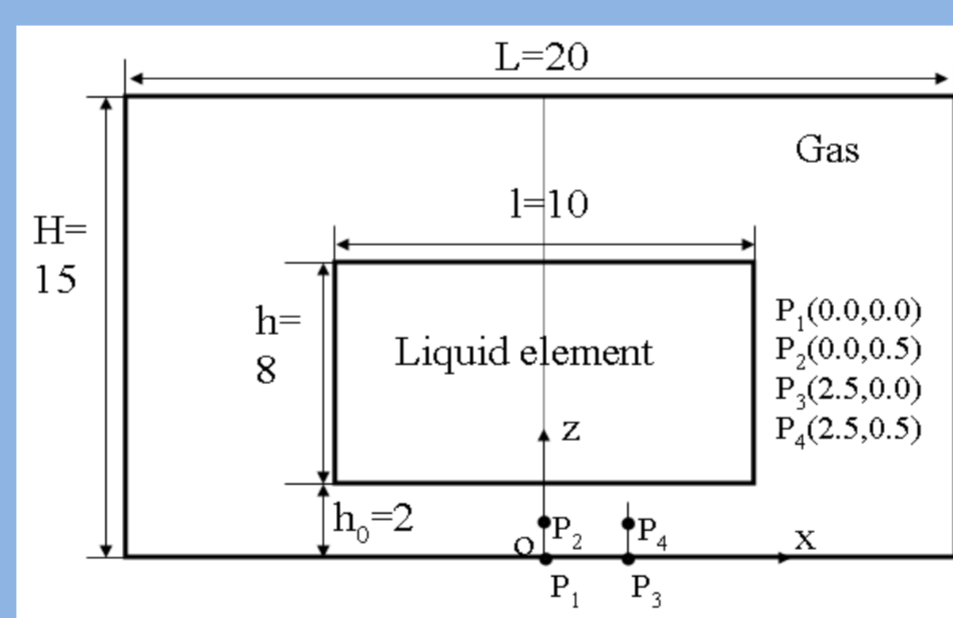 L=20
Gas
H=
15
l=10
h=
8
Liquid element
P₁(0.0,0.0)
P₂(0.0,0.5)
P₃(2.5,0.0)
P₄(2.5,0.5)
z
h₀=2
P₂
P₄
o
x
P₁
P₃